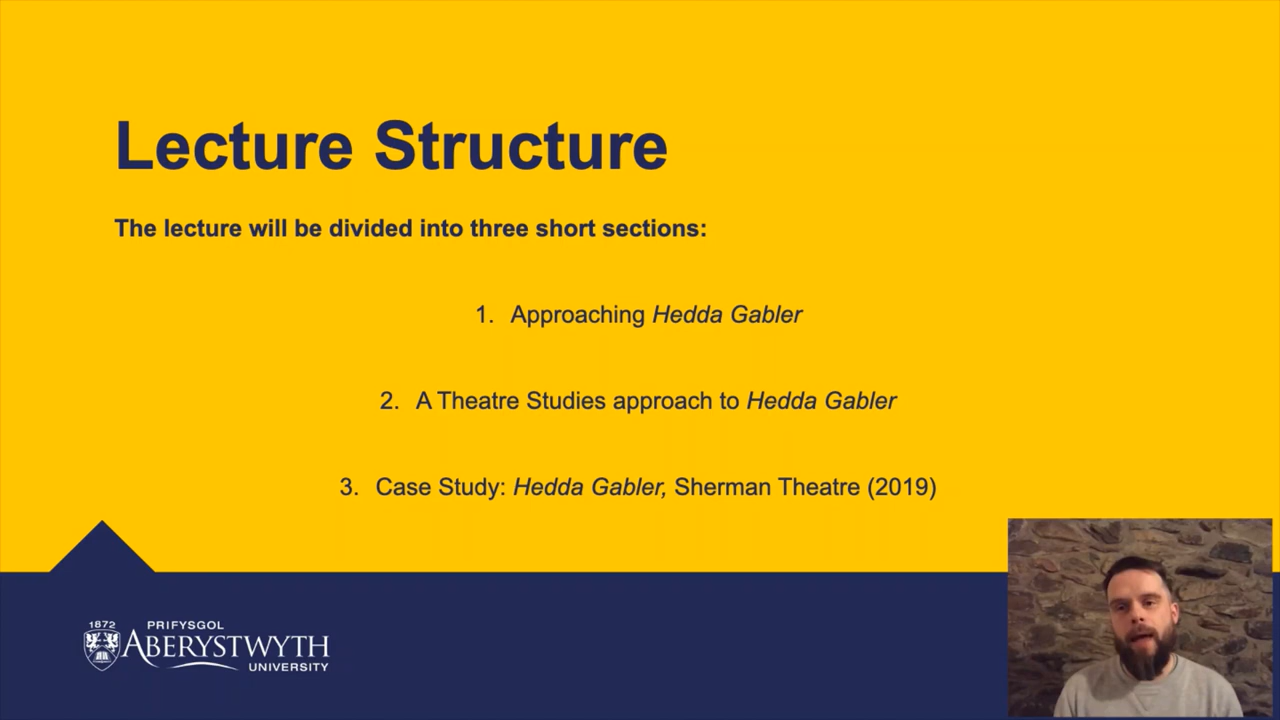 Lecture Structure
The lecture will be divided into three short sections:
1. Approaching Hedda Gabler
2. A Theatre Studies approach to Hedda Gabler
3. Case Study: Hedda Gabler, Sherman Theatre (2019)
1872 PRIFYSGOL
ABERYSTWYTH
UNIVERSITY